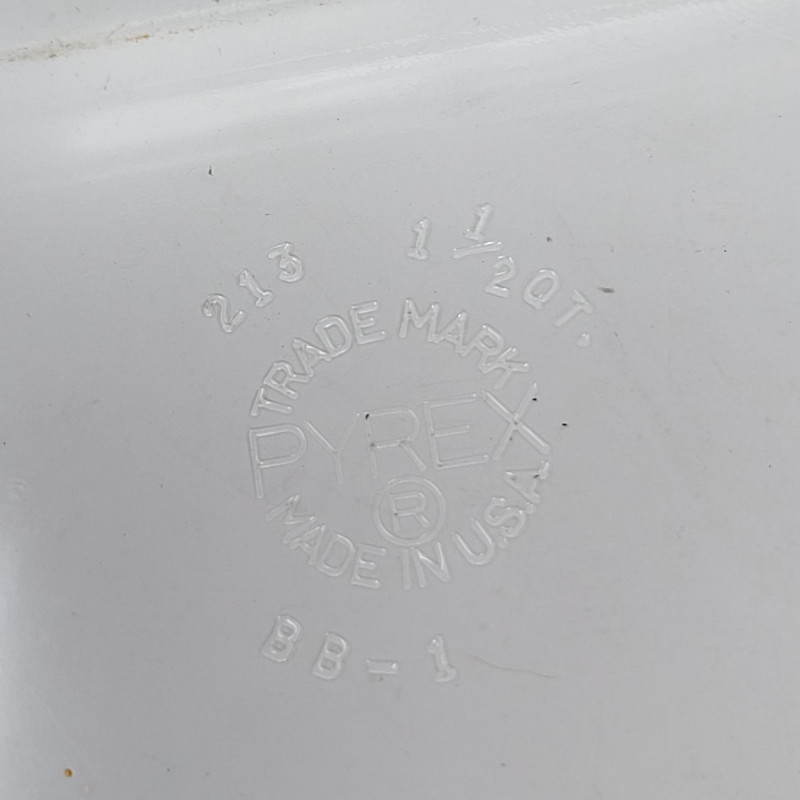 213 1 1/2 QT.
TRADE MARK
PYREX
®
MADE IN U.S.A.
BB-1